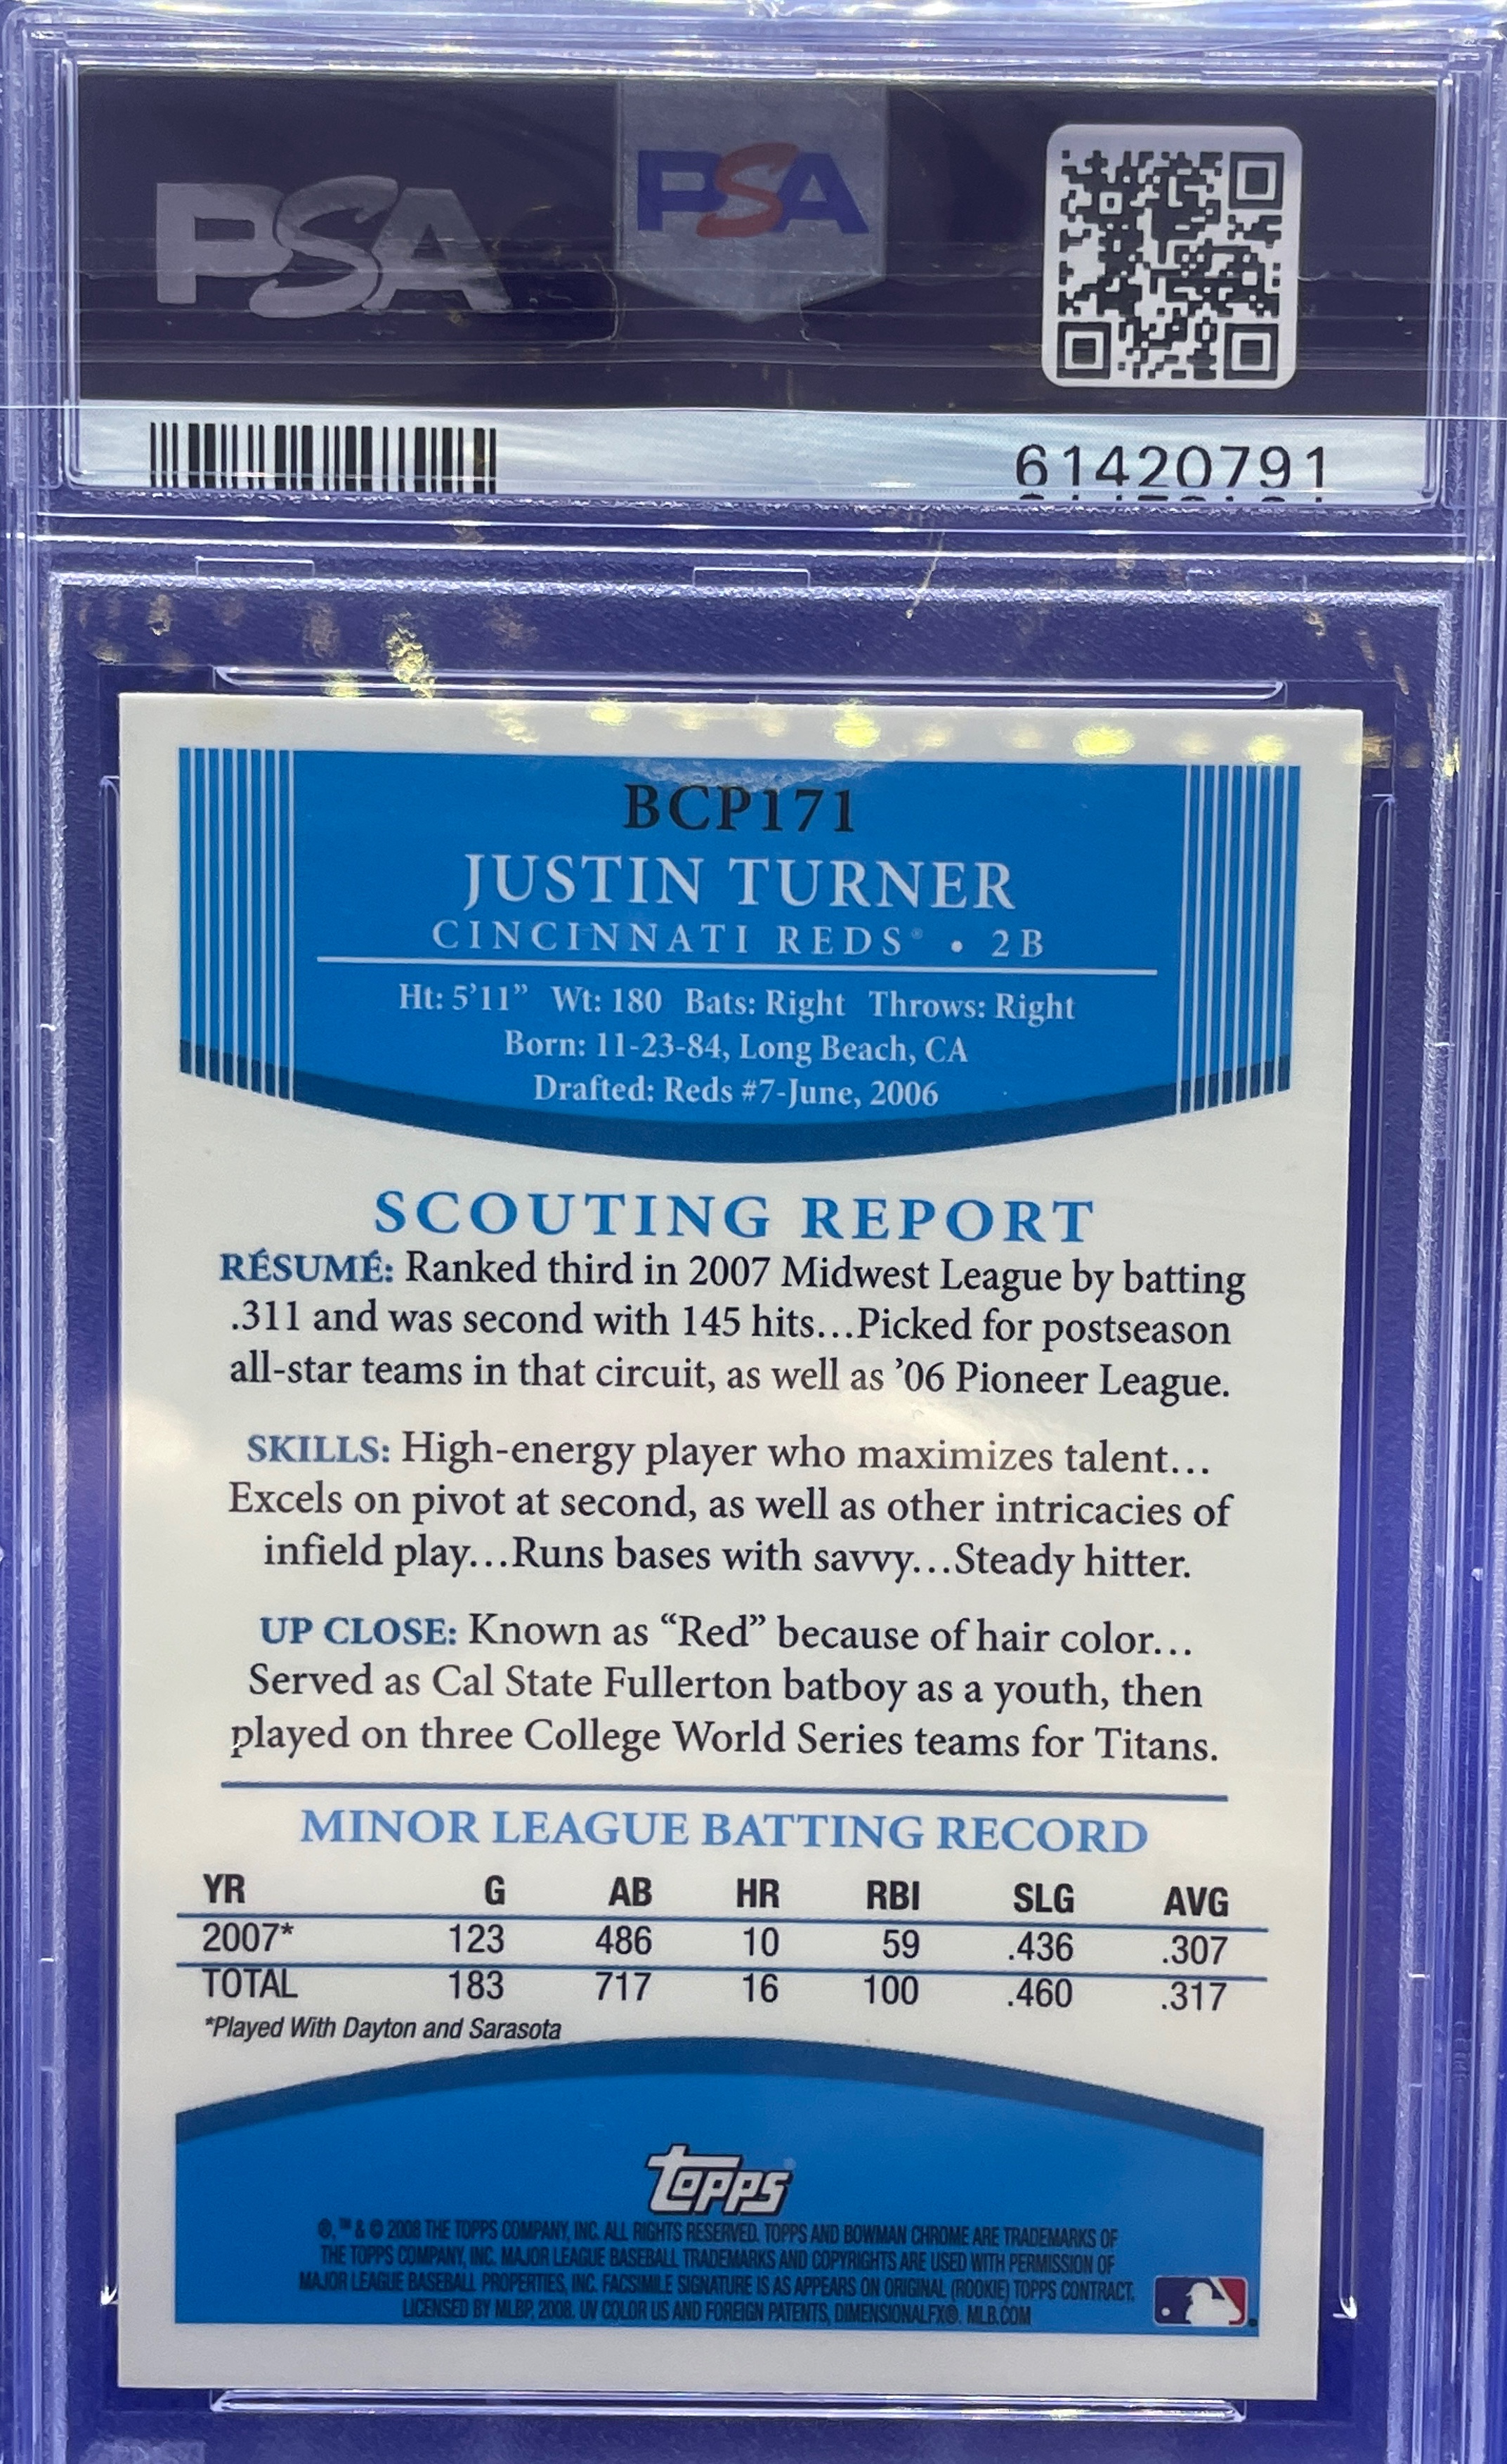 PSA
PSA
61420791
BCP171
JUSTIN TURNER
CINCINNATI REDS® • 2B
Ht: 5'11” Wt: 180 Bats: Right Throws: Right
Born: 11-23-84, Long Beach, CA
Drafted: Reds #7-June, 2006
SCOUTING REPORT
RÉSUMÉ: Ranked third in 2007 Midwest League by batting
.311 and was second with 145 hits...Picked for postseason
all-star teams in that circuit, as well as ’06 Pioneer League.
SKILLS: High-energy player who maximizes talent...
Excels on pivot at second, as well as other intricacies of
infield play...Runs bases with savvy...Steady hitter.
UP CLOSE: Known as “Red” because of hair color...
Served as Cal State Fullerton batboy as a youth, then
played on three College World Series teams for Titans.
MINOR LEAGUE BATTING RECORD
YR G AB HR RBI SLG AVG
2007* 123 486 10 59 .436 .307
TOTAL 183 717 16 100 .460 .317
*Played With Dayton and Sarasota
topps®
®, ™ & © 2008 THE TOPPS COMPANY, INC. ALL RIGHTS RESERVED. TOPPS AND BOWMAN CHROME ARE TRADEMARKS OF
THE TOPPS COMPANY, INC. MAJOR LEAGUE BASEBALL TRADEMARKS AND COPYRIGHTS ARE USED WITH PERMISSION OF
MAJOR LEAGUE BASEBALL PROPERTIES, INC. FACSIMILE SIGNATURE IS AS APPEARS ON ORIGINAL (ROOKIE) TOPPS CONTRACT.
LICENSED BY MLBP, 2008. UV COLOR US AND FOREIGN PATENTS, DIMENSIONALFX®. MLB.COM